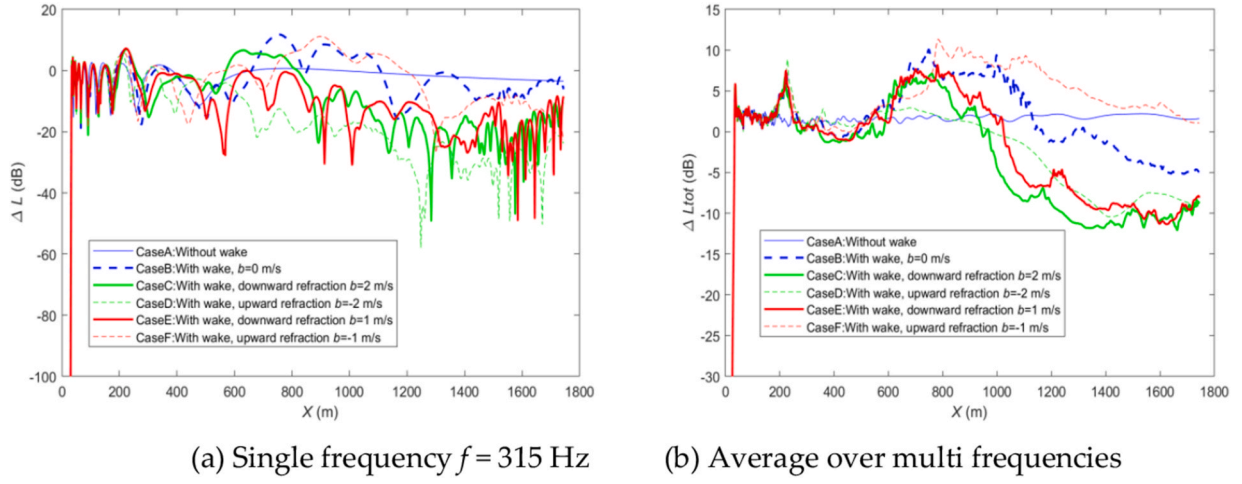 20
0
-20
-40
-60
-80
-100
Δ L (dB)
CaseA:Without wake
CaseB:With wake, b=0 m/s
CaseC:With wake, downward refraction b=2 m/s
CaseD:With wake, upward refraction b=-2 m/s
CaseE:With wake, downward refraction b=1 m/s
CaseF:With wake, upward refraction b=-1 m/s
0 200 400 600 800 1000 1200 1400 1600 1800
X (m)
(a) Single frequency f = 315 Hz
15
10
5
0
-5
-10
-15
-20
-25
-30
Δ Ltot (dB)
CaseA:Without wake
CaseB:With wake, b=0 m/s
CaseC:With wake, downward refraction b=2 m/s
CaseD:With wake, upward refraction b=-2 m/s
CaseE:With wake, downward refraction b=1 m/s
CaseF:With wake, upward refraction b=-1 m/s
0 200 400 600 800 1000 1200 1400 1600 1800
X (m)
(b) Average over multi frequencies